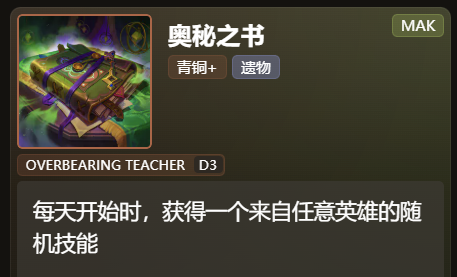 奥秘之书
MAK
青铜+ 遗物
OVERBEARING TEACHER D3
每天开始时，获得一个来自任意英雄的随
机技能